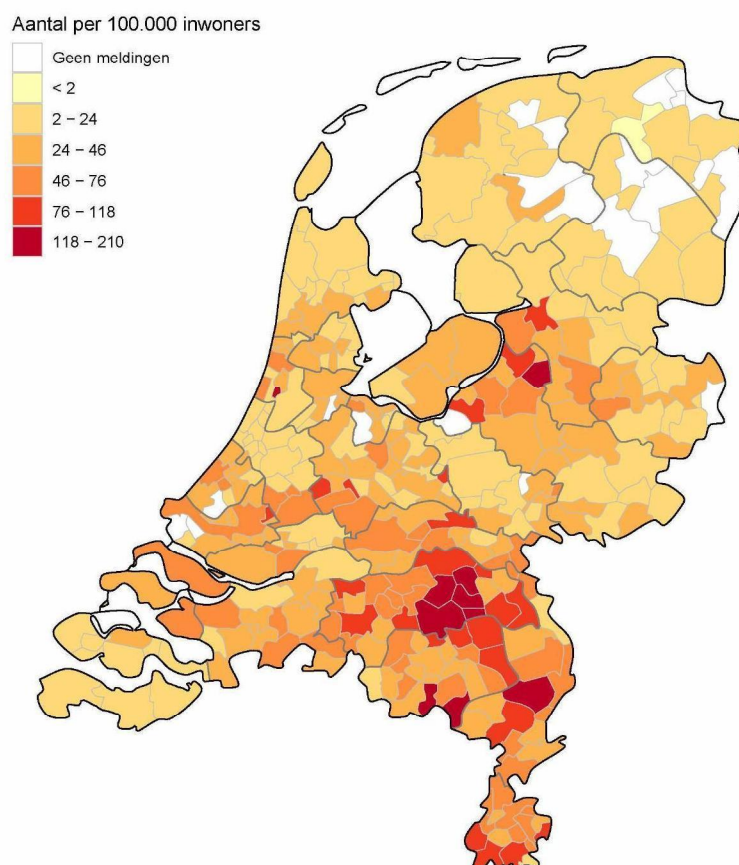 Aantal per 100.000 inwoners
Geen meldingen
< 2
2 – 24
24 – 46
46 – 76
76 – 118
118 – 210